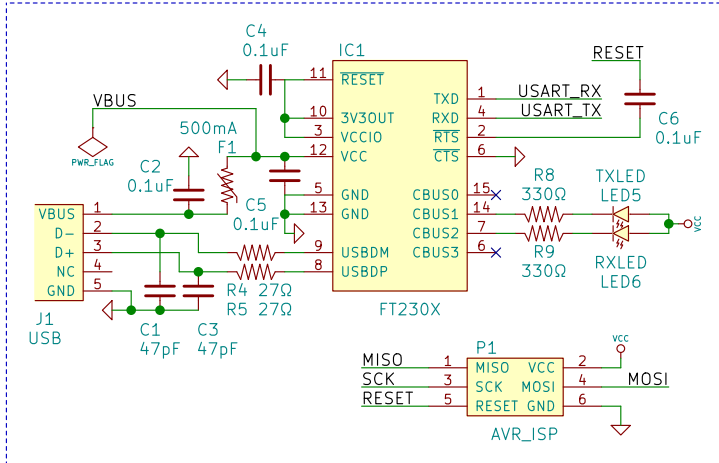 C4
0.1uF
IC1
RESET
11
RESET
VBUS
TXD
1
USART_RX
10
3V3OUT
RXD
4
USART_TX
C6
0.1uF
500mA
F1
3
VCCIO
RTS
2
PWR_FLAG
12
VCC
CTS
6
C2
0.1uF
R8
330Ω
TXLED
LED5
5
GND
CBUS0
15
C5
0.1uF
13
GND
CBUS1
14
VBUS
1
D-
2
CBUS2
7
VCC
D+
3
9
USBDM
CBUS3
6
R9
330Ω
RXLED
LED6
NC
4
8
USBDP
GND
5
R4 27Ω
R5 27Ω
FT230X
J1
USB
C1
47pF
C3
47pF
P1
VCC
MISO
1
MISO
VCC
2
SCK
3
SCK
MOSI
4
MOSI
RESET
5
RESET
GND
6
AVR_ISP